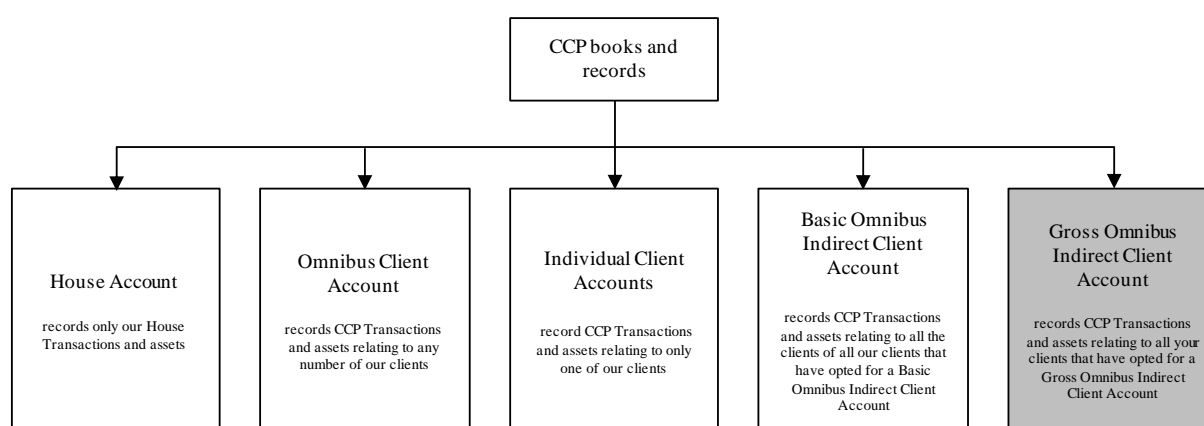 CCP books and
records
House Account
records only our House
Transactions and assets
Omnibus Client
Account
records CCP Transactions
and assets relating to any
number of our clients
Individual Client
Accounts
record CCP Transactions
and assets relating to only
one of our clients
Basic Omnibus
Indirect Client
Account
records CCP Transactions
and assets relating to all the
clients of all our clients that
have opted for a Basic
Omnibus Indirect Client
Account
Gross Omnibus
Indirect Client
Account
records CCP Transactions
and assets relating to all your
clients that have opted for a
Gross Omnibus Indirect
Client Account